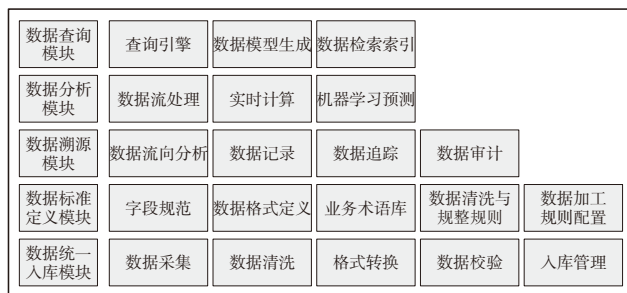 数据查询
模块
查询引擎
数据模型生成
数据检索索引
数据分析
模块
数据流处理
实时计算
机器学习预测
数据溯源
模块
数据流向分析
数据记录
数据追踪
数据审计
数据标准
定义模块
字段规范
数据格式定义
业务术语库
数据清洗与
规整规则
数据加工
规则配置
数据统一
入库模块
数据采集
数据清洗
格式转换
数据校验
入库管理